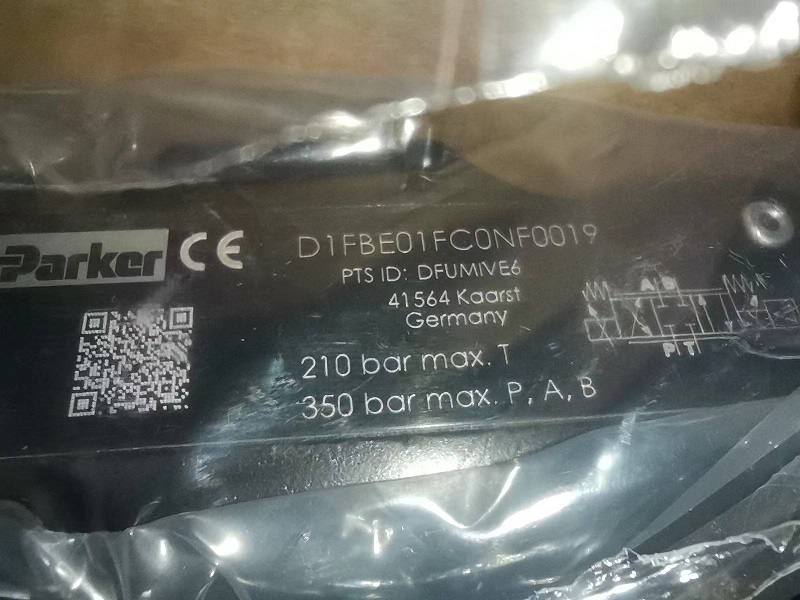 Parker CE D1FBE01FC0NF0019
PTS ID: DFUMIVE6
41564 Kaarst
Germany
210 bar max. T
350 bar max. P, A, B
A B
P T